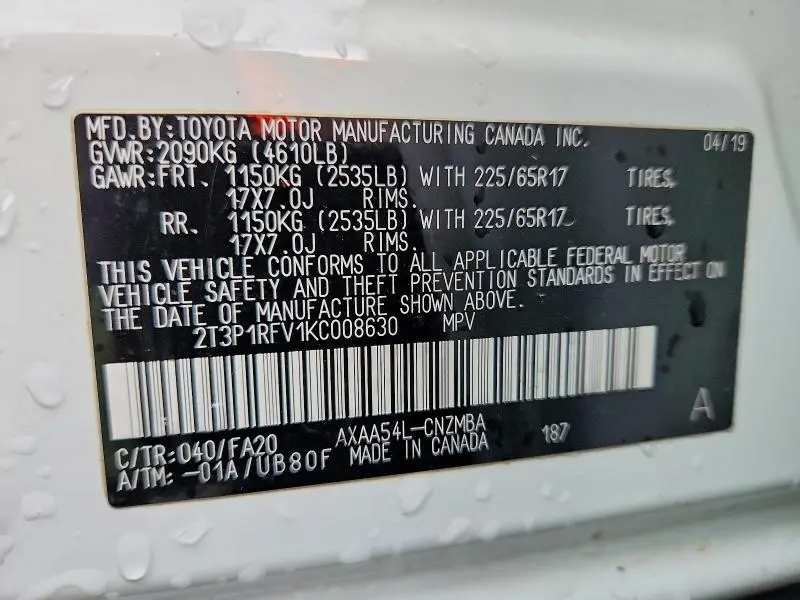 MFD.BY:TOYOTA MOTOR MANUFACTURING CANADA INC. 04/19
GVWR:2090KG (4610LB)
GAWR:FRT. 1150KG (2535LB) WITH 225/65R17 TIRES,
17X7.0J RIMS.
RR. 1150KG (2535LB) WITH 225/65R17 TIRES,
17X7.0J RIMS.
THIS VEHICLE CONFORMS TO ALL APPLICABLE FEDERAL MOTOR
VEHICLE SAFETY AND THEFT PREVENTION STANDARDS IN EFFECT ON
THE DATE OF MANUFACTURE SHOWN ABOVE.
2T3P1RFV1KC008630 MPV
C/TR:040/FA20 AXAA54L-CNZMBA 187 A
A/TM:-01A/UB80F MADE IN CANADA